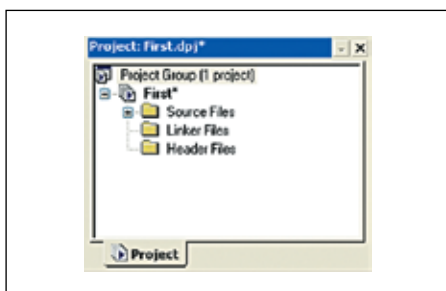 Project: First.dpj*
Project Group (1 project)
First*
Source Files
Linker Files
Header Files
Project